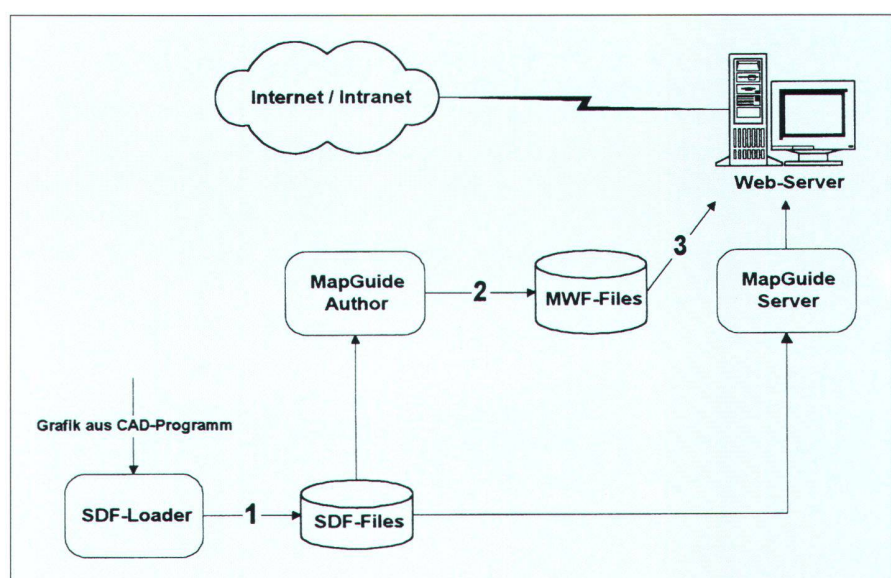 Internet / Intranet
Web-Server
3
MapGuide
Author
2
MWF-Files
MapGuide
Server
Grafik aus CAD-Programm
SDF-Loader
1
SDF-Files